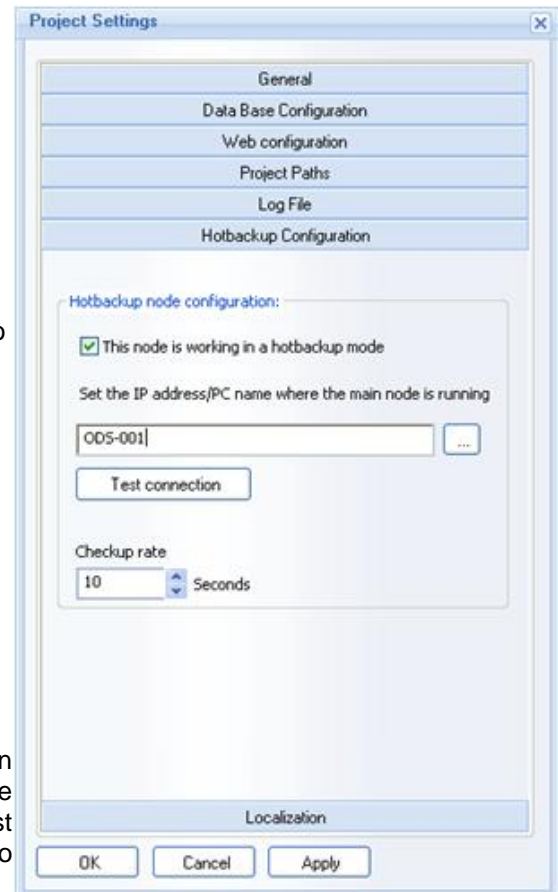 Project Settings
General
Data Base Configuration
Web configuration
Project Paths
Log File
Hotbackup Configuration
Hotbackup node configuration:
This node is working in a hotbackup mode
Set the IP address/PC name where the main node is running
ODS-001
...
Test connection
Checkup rate
10 Seconds
Localization
OK Cancel Apply